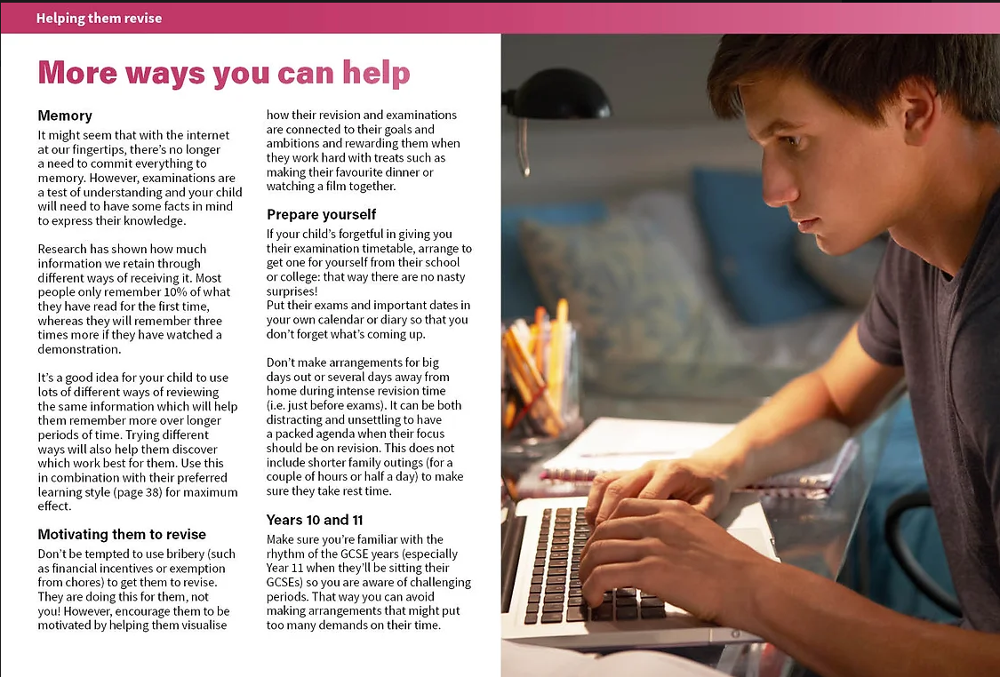 Helping them revise
More ways you can help
Memory
It might seem that with the internet
at our fingertips, there's no longer
a need to commit everything to
memory. However, examinations are
a test of understanding and your child
will need to have some facts in mind
to express their knowledge.
Research has shown how much
information we retain through
different ways of receiving it. Most
people only remember 10% of what
they have read for the first time,
whereas they will remember three
times more if they have watched a
demonstration.
It's a good idea for your child to use
lots of different ways of reviewing
the same information which will help
them remember more over longer
periods of time. Trying different
ways will also help them discover
which work best for them. Use this
in combination with their preferred
learning style (page 38) for maximum
effect.
Motivating them to revise
Don't be tempted to use bribery (such
as financial incentives or exemption
from chores) to get them to revise.
They are doing this for them, not
you! However, encourage them to be
motivated by helping them visualise
how their revision and examinations
are connected to their goals and
ambitions and rewarding them when
they work hard with treats such as
making their favourite dinner or
watching a film together.
Prepare yourself
If your child's forgetful in giving you
their examination timetable, arrange to
get one for yourself from their school
or college: that way there are no nasty
surprises!
Put their exams and important dates in
your own calendar or diary so that you
don't forget what's coming up.
Don't make arrangements for big
days out or several days away from
home during intense revision time
(i.e. just before exams). It can be both
distracting and unsettling to have
a packed agenda when their focus
should be on revision. This does not
include shorter family outings (for a
couple of hours or half a day) to make
sure they take rest time.
Years 10 and 11
Make sure you're familiar with the
rhythm of the GCSE years (especially
Year 11 when they'll be sitting their
GCSEs) so you are aware of challenging
periods. That way you can avoid
making arrangements that might put
too many demands on their time.